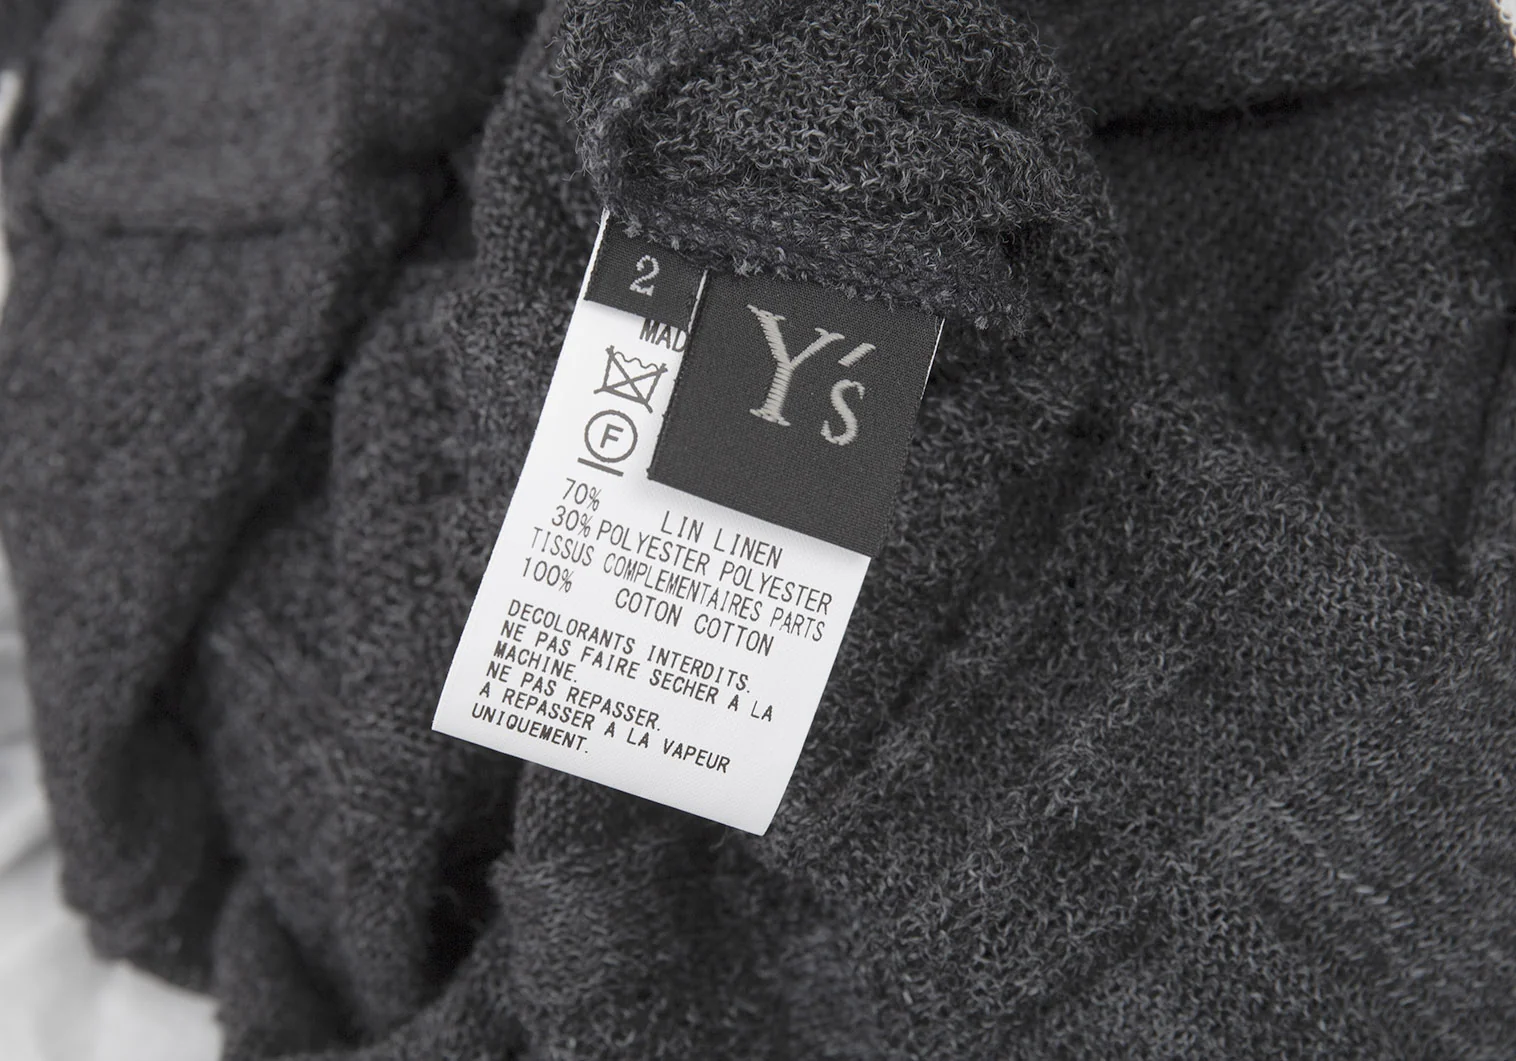 2
Y's
MAD
F
70% LIN LINEN
30% POLYESTER POLYESTER
TISSUS COMPLEMENTAIRES PARTS
100% COTON COTTON
DECOLORANTS INTERDITS.
NE PAS FAIRE SECHER À LA
MACHINE.
NE PAS REPASSER.
A REPASSER A LA VAPEUR
UNIQUEMENT.